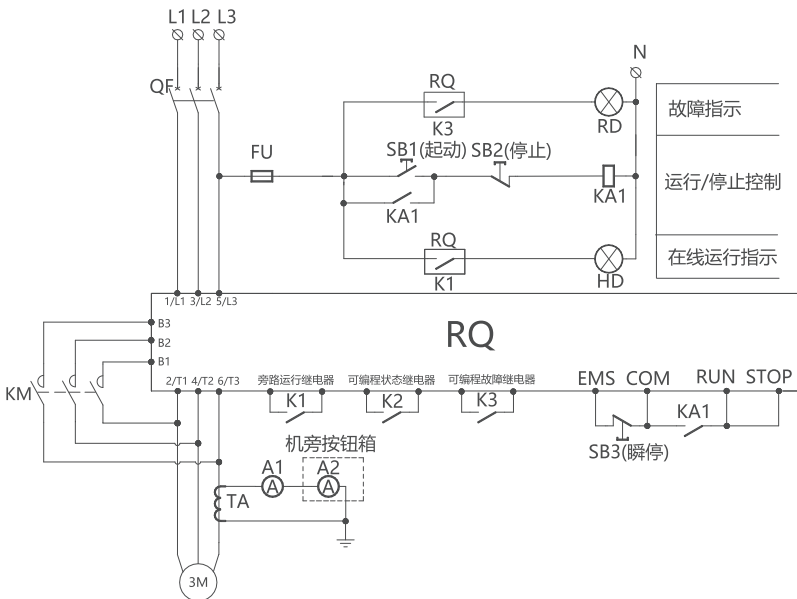 L1 L2 L3
N
QF
RQ
K3
RD
故障指示
FU
SB1(起动) SB2(停止)
KA1
KA1
运行/停止控制
RQ
K1
HD
在线运行指示
1/L1 3/L2 5/L3
B3
B2
B1
RQ
KM
2/T1 4/T2 6/T3
旁路运行继电器 可编程状态继电器 可编程故障继电器
K1 K2 K3
EMS COM RUN STOP
KA1
SB3(瞬停)
机旁按钮箱
A1 A2
A A
TA
3M